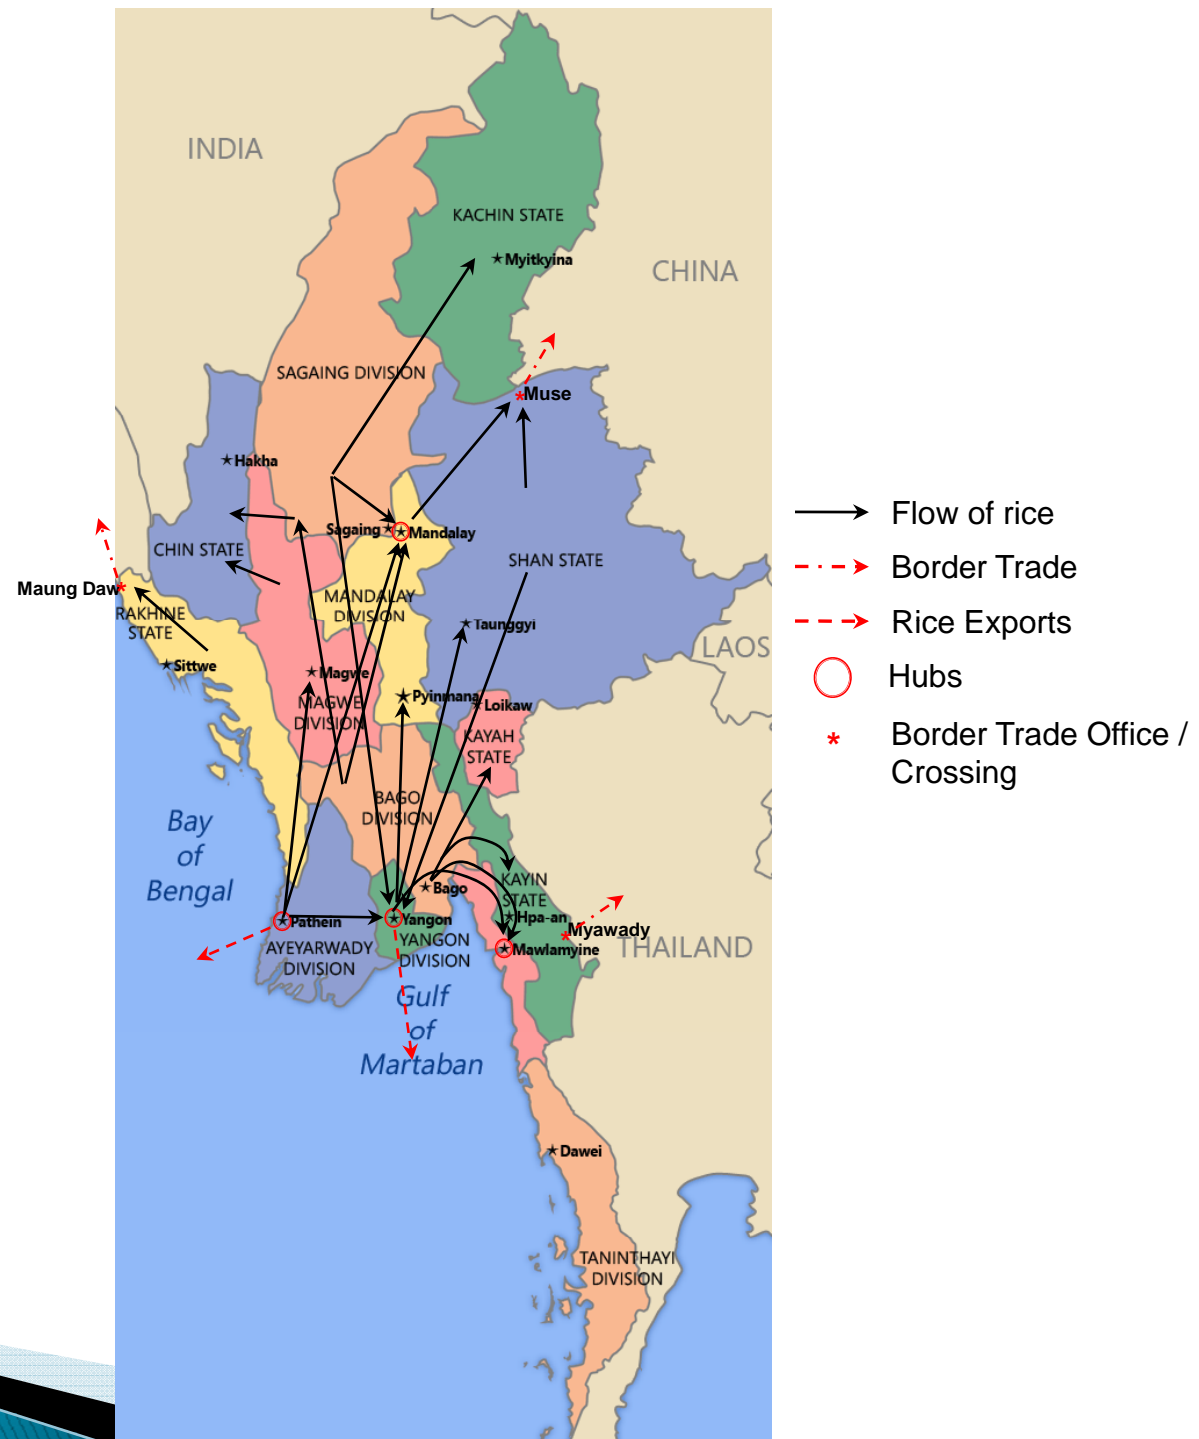 INDIA
KACHIN STATE
Myitkyina
CHINA
SAGAING DIVISION
Muse
Hakha
Sagaing
Mandalay
CHIN STATE
SHAN STATE
Maung Daw
RAKHINE
STATE
MANDALAY
DIVISION
Taunggyi
LAOS
Sittwe
Magwe
Pyinmana
Loikaw
MAGWE
DIVISION
KAYAH
STATE
BAGO
DIVISION
Bay
of
Bengal
Bago
KAYIN
STATE
Pathein
Yangon
Hpa-an
Myawady
AYEYARWADY
DIVISION
YANGON
DIVISION
Mawlamyine
THAILAND
Gulf
of
Martaban
Dawei
TANINTHAYI
DIVISION
Flow of rice
Border Trade
Rice Exports
Hubs
Border Trade Office /
Crossing